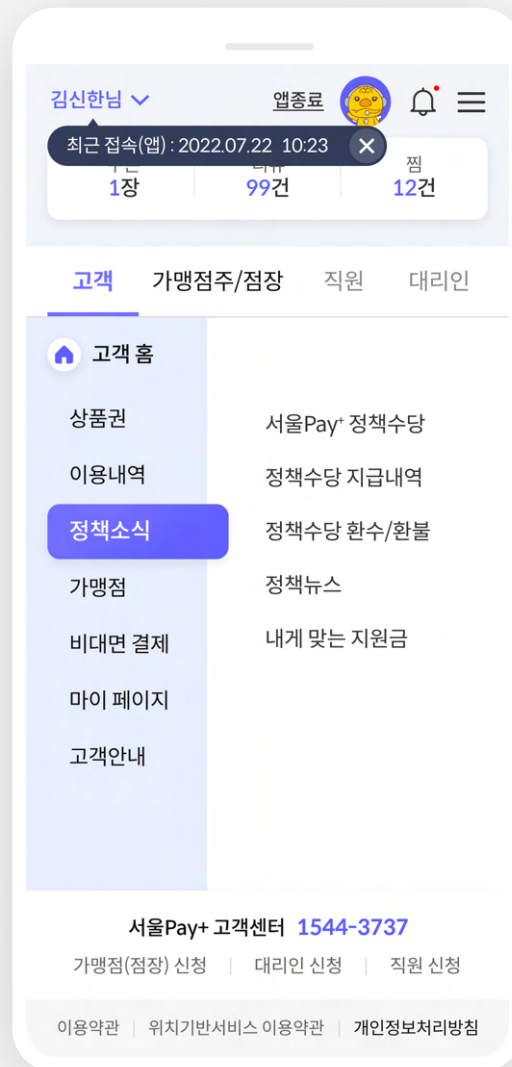 김신한님
앱종료
최근 접속(앱) : 2022.07.22 10:23
찜
1장 99건 12건
고객 가맹점주/점장 직원 대리인
고객 홈
상품권
이용내역
정책소식
가맹점
비대면 결제
마이 페이지
고객안내
서울Pay+ 정책수당
정책수당 지급내역
정책수당 환수/환불
정책뉴스
내게 맞는 지원금
서울Pay+ 고객센터 1544-3737
가맹점(점장) 신청 | 대리인 신청 | 직원 신청
이용약관 | 위치기반서비스 이용약관 | 개인정보처리방침